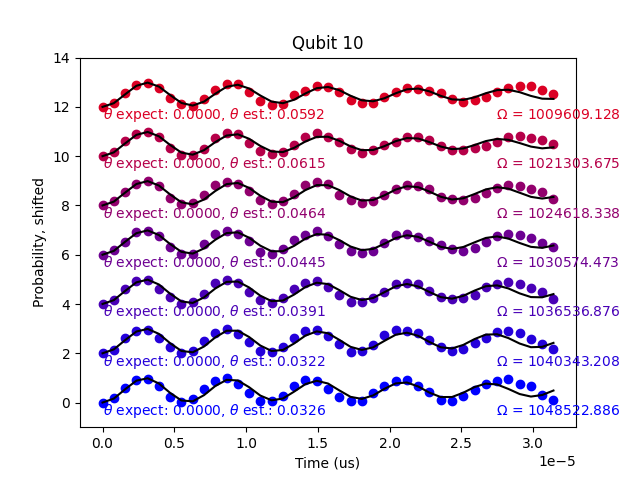 Qubit 10
14
12
10
8
6
4
2
0
Probability, shifted
θ expect: 0.0000, θ est.: 0.0592
Ω = 1009609.128
θ expect: 0.0000, θ est.: 0.0615
Ω = 1021303.675
θ expect: 0.0000, θ est.: 0.0464
Ω = 1024618.338
θ expect: 0.0000, θ est.: 0.0445
Ω = 1030574.473
θ expect: 0.0000, θ est.: 0.0391
Ω = 1036536.876
θ expect: 0.0000, θ est.: 0.0322
Ω = 1040343.208
θ expect: 0.0000, θ est.: 0.0326
Ω = 1048522.886
0.0 0.5 1.0 1.5 2.0 2.5 3.0
1e−5
Time (us)